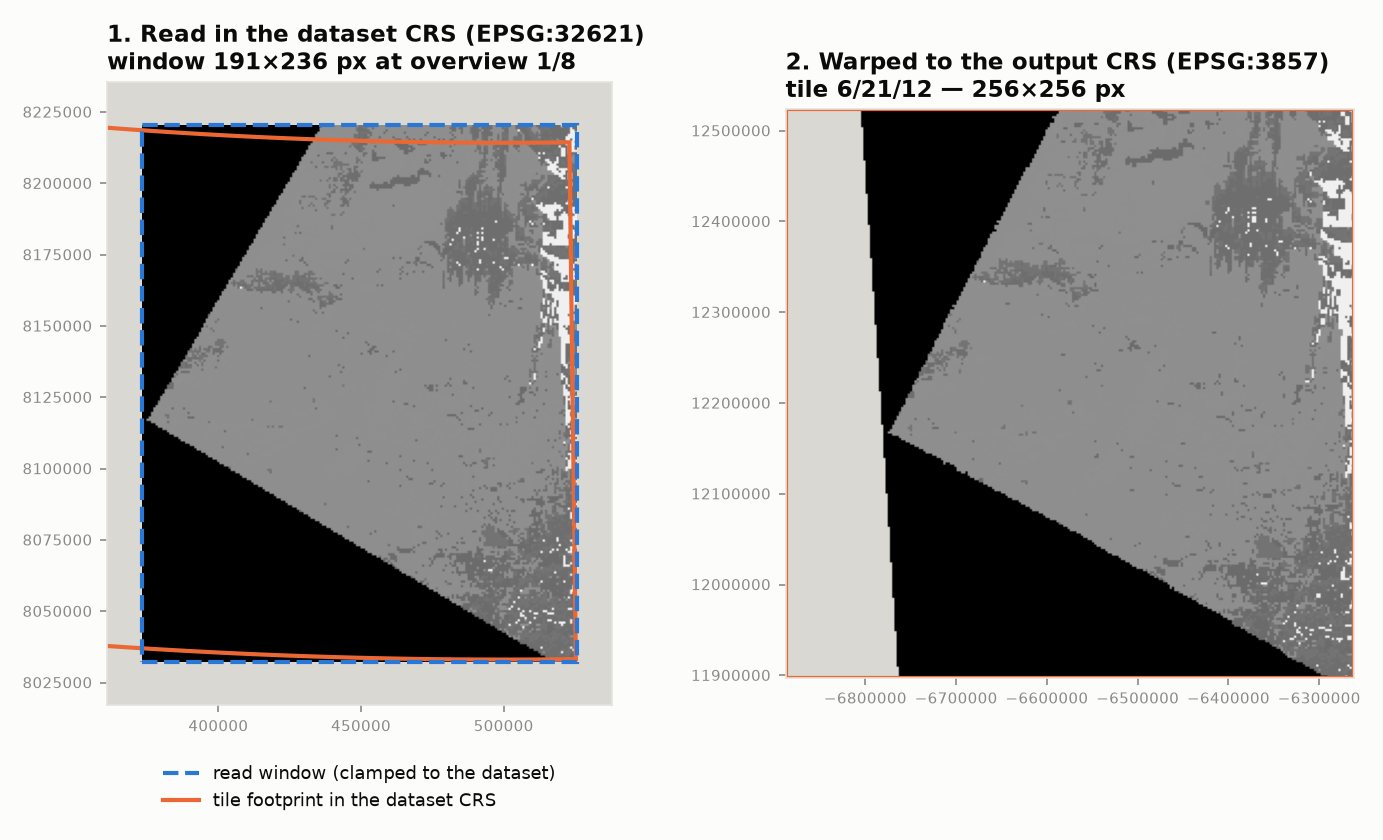 1. Read in the dataset CRS (EPSG:32621)
window 191×236 px at overview 1/8
8225000
8200000
8175000
8150000
8125000
8100000
8075000
8050000
8025000
400000 450000 500000
read window (clamped to the dataset)
tile footprint in the dataset CRS
2. Warped to the output CRS (EPSG:3857)
tile 6/21/12 — 256×256 px
12500000
12400000
12300000
12200000
12100000
12000000
11900000
−6800000 −6700000 −6600000 −6500000 −6400000 −6300000